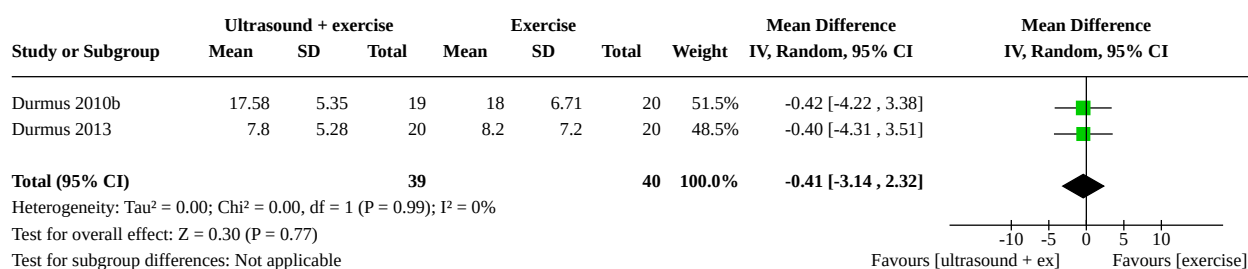 Ultrasound + exercise Exercise Mean Difference Mean Difference
Study or Subgroup Mean SD Total Mean SD Total Weight IV, Random, 95% CI IV, Random, 95% CI
Durmus 2010b 17.58 5.35 19 18 6.71 20 51.5% -0.42 [-4.22 , 3.38]
Durmus 2013 7.8 5.28 20 8.2 7.2 20 48.5% -0.40 [-4.31 , 3.51]
Total (95% CI) 39 40 100.0% -0.41 [-3.14 , 2.32]
Heterogeneity: Tau² = 0.00; Chi² = 0.00, df = 1 (P = 0.99); I² = 0%
Test for overall effect: Z = 0.30 (P = 0.77)
-10 -5 0 5 10
Test for subgroup differences: Not applicable Favours [ultrasound + ex] Favours [exercise]